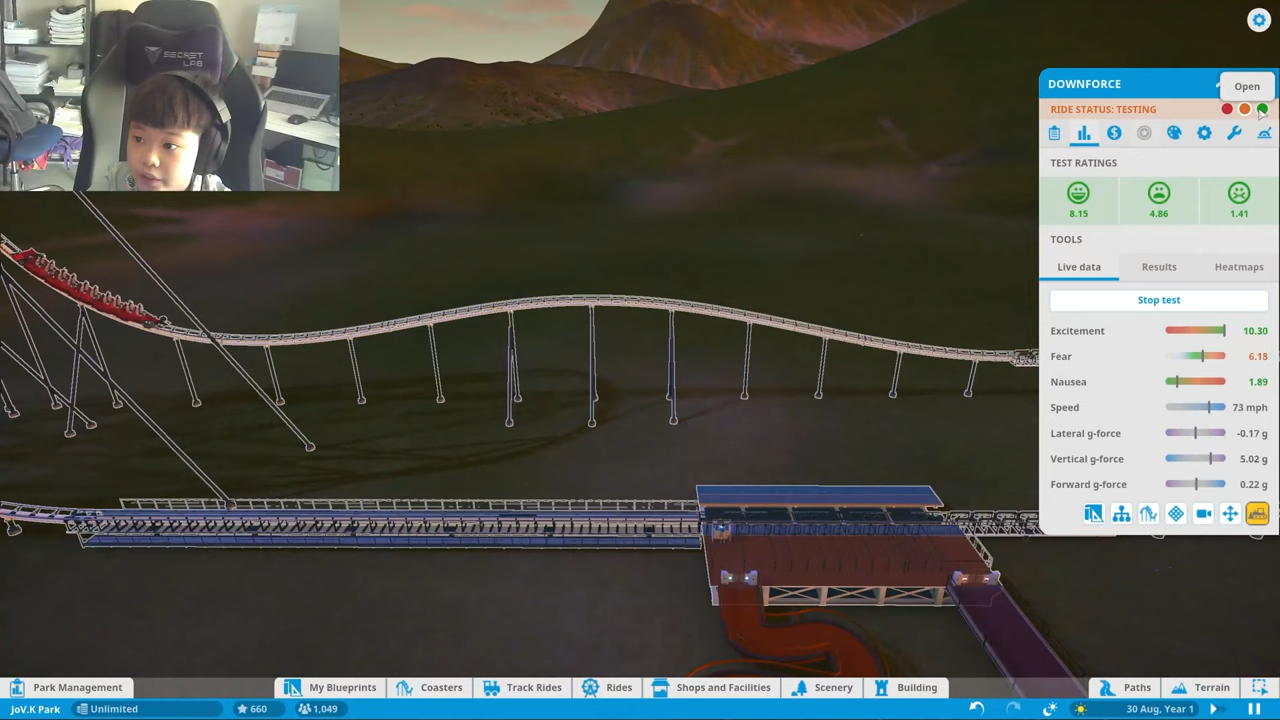 SECRET
LAB
DOWNFORCE
Open
RIDE STATUS: TESTING
TEST RATINGS
8.15 4.86 1.41
TOOLS
Live data Results Heatmaps
Stop test
Excitement 10.30
Fear 6.18
Nausea 1.89
Speed 73 mph
Lateral g-force -0.17 g
Vertical g-force 5.02 g
Forward g-force 0.22 g
Park Management My Blueprints Coasters Track Rides Rides Shops and Facilities Scenery Building Paths Terrain
JoV.K Park Unlimited 660 1,049 30 Aug, Year 1